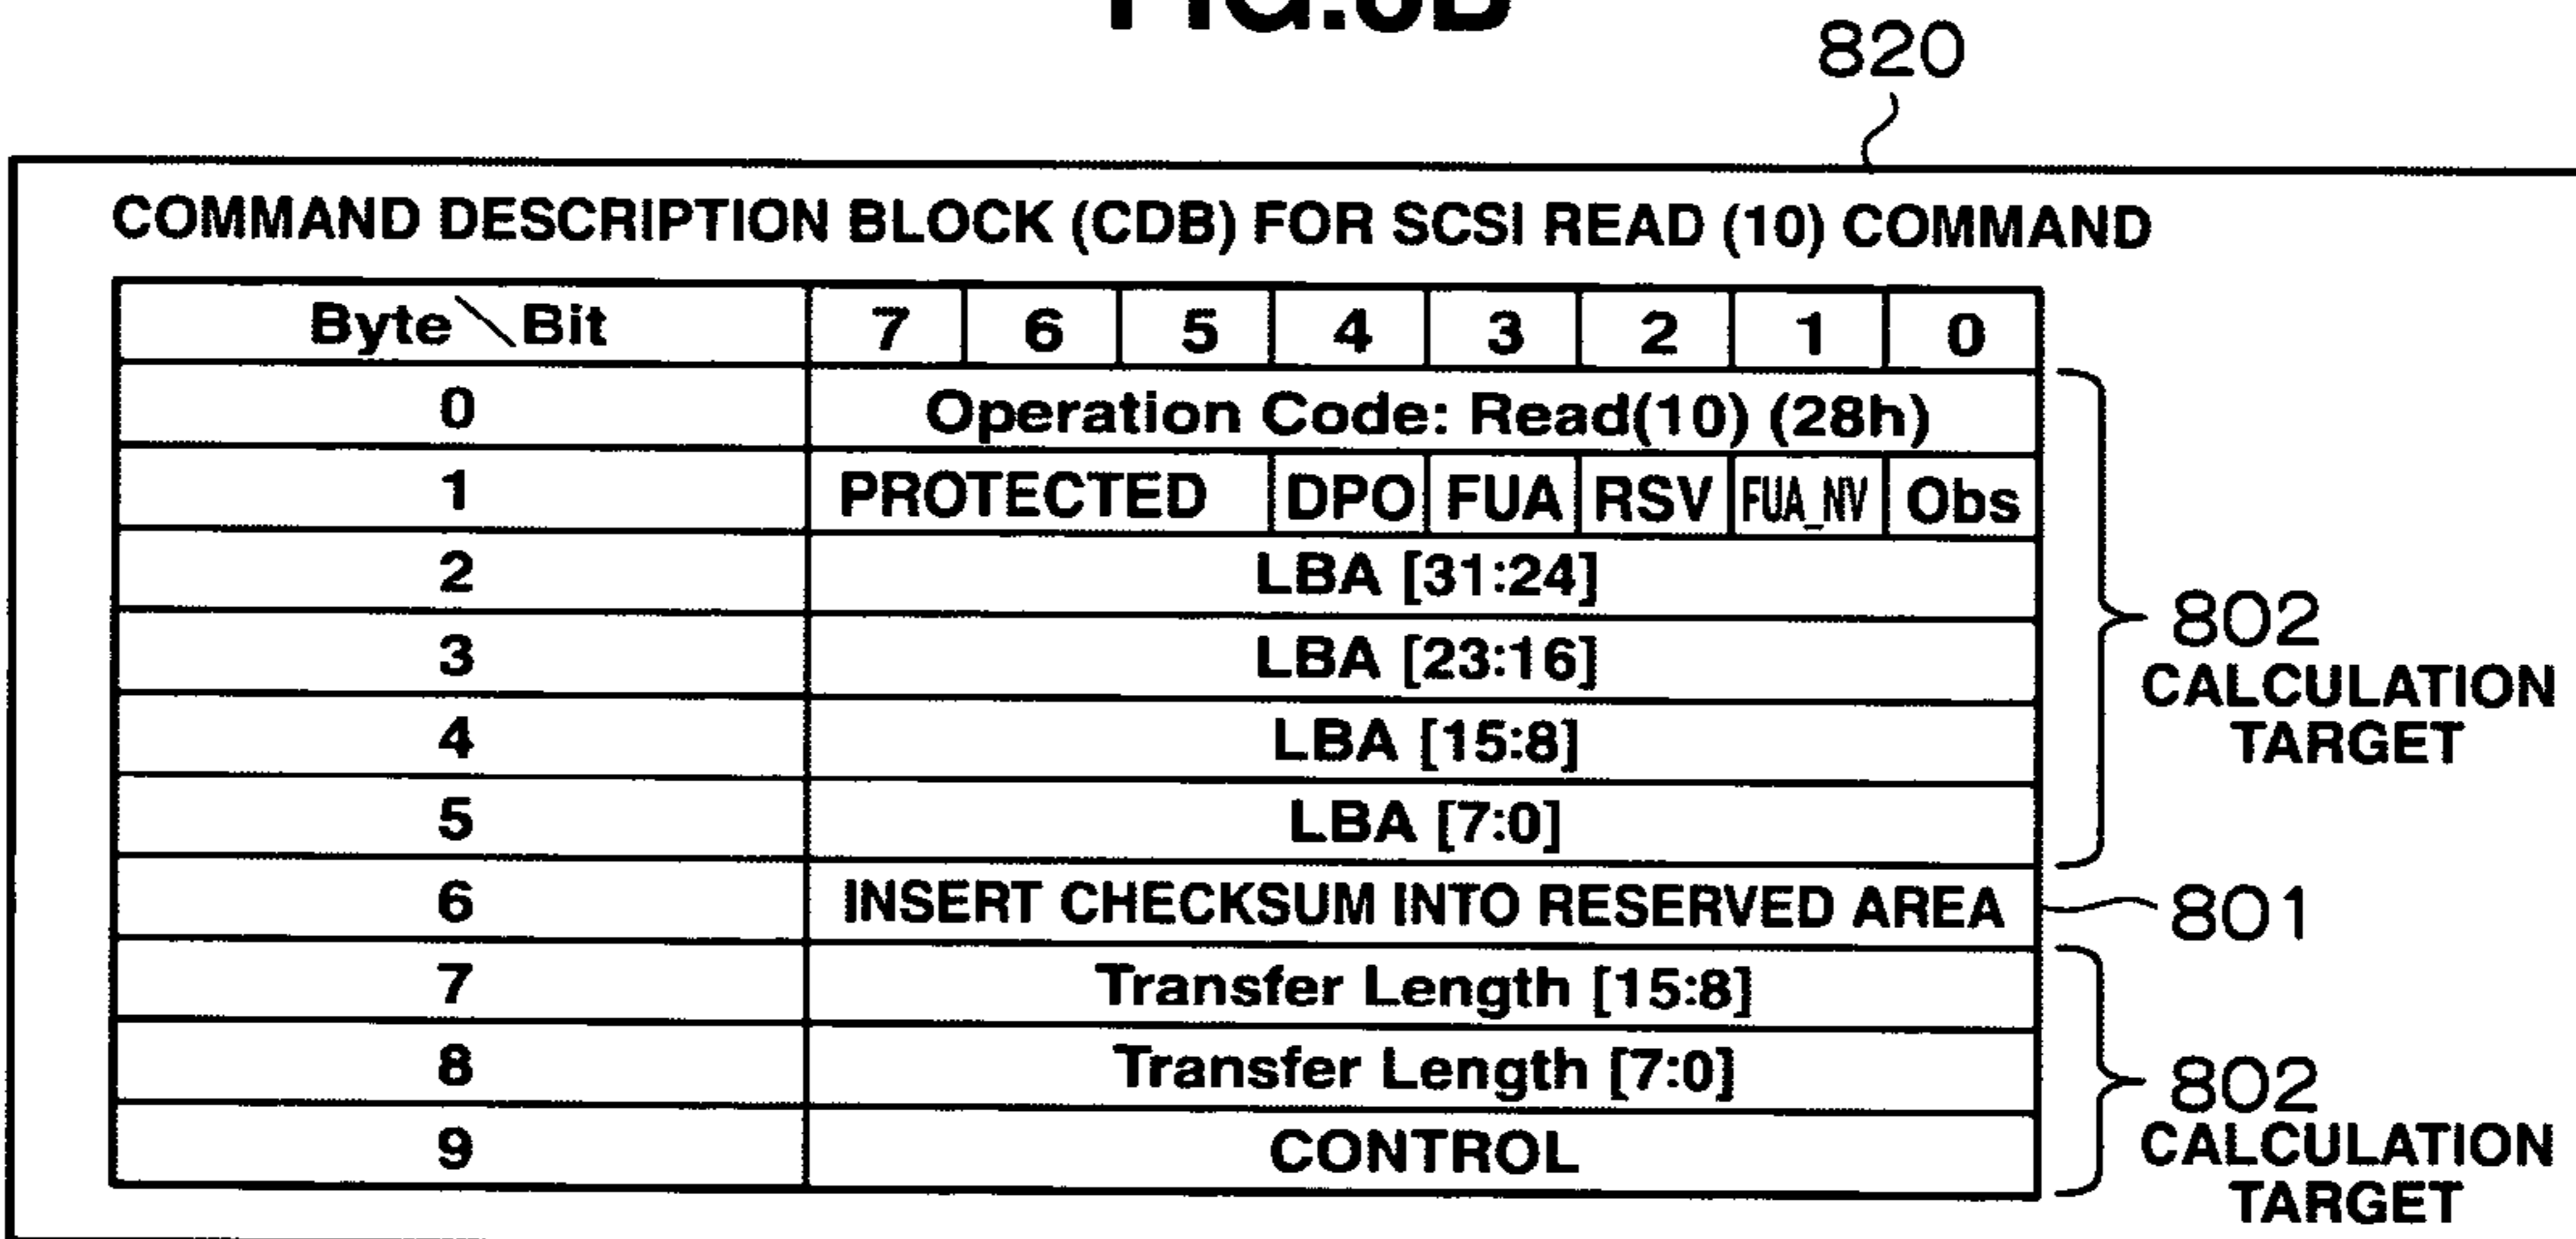 820
COMMAND DESCRIPTION BLOCK (CDB) FOR SCSI READ (10) COMMAND
Byte\Bit 7 6 5 4 3 2 1 0
0 Operation Code: Read(10) (28h)
1 PROTECTED DPO FUA RSV FUA_NV Obs
2 LBA [31:24]
3 LBA [23:16]
4 LBA [15:8]
5 LBA [7:0]
802
CALCULATION
TARGET
6 INSERT CHECKSUM INTO RESERVED AREA 801
7 Transfer Length [15:8]
8 Transfer Length [7:0]
9 CONTROL
802
CALCULATION
TARGET